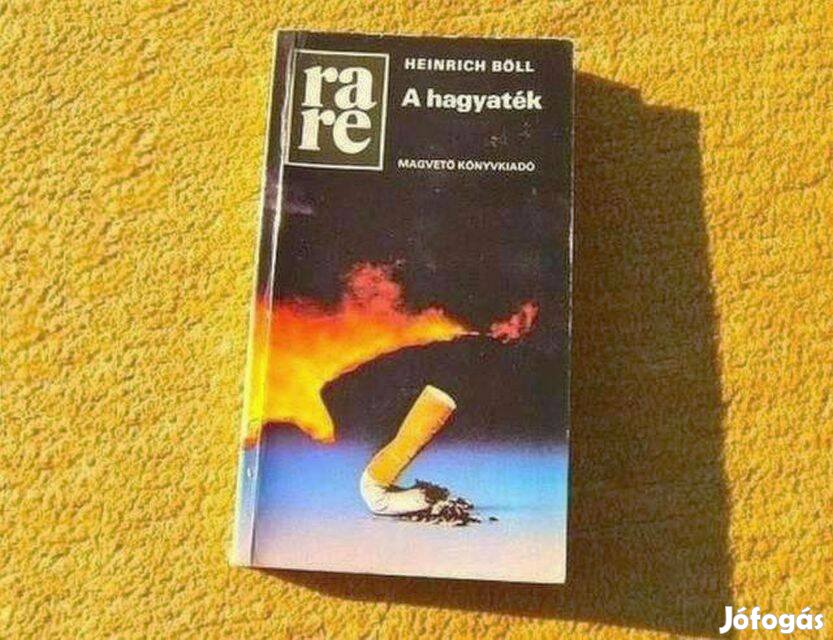 ra
re
HEINRICH BÖLL
A hagyaték
MAGVETŐ KÖNYVKIADÓ
Jófogás